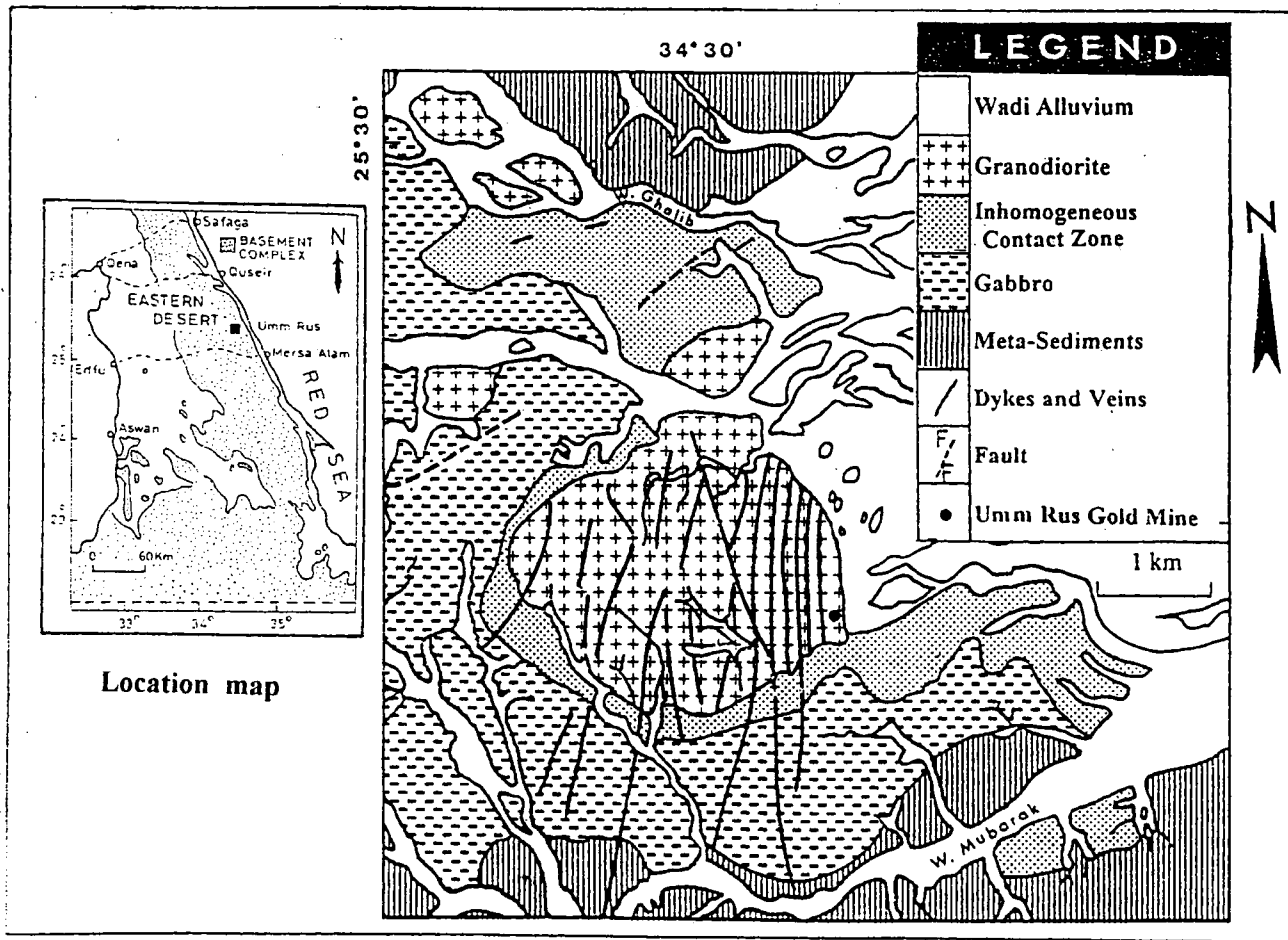 34 30'
25 30'
LEGEND
Wadi Alluvium
Granodiorite
Inhomogeneous
Contact Zone
Gabbro
Meta-Sediments
Dykes and Veins
F
F
Fault
Umm Rus Gold Mine
1 km
N
W. Ghalib
W. Mubarak
Safaga
N
BASEMENT
COMPLEX
Qena
Quseir
EASTERN
DESERT
Umm Rus
Mersa Alam
Edfu
RED SEA
Aswan
0 60 Km
33° 34° 35°
Location map